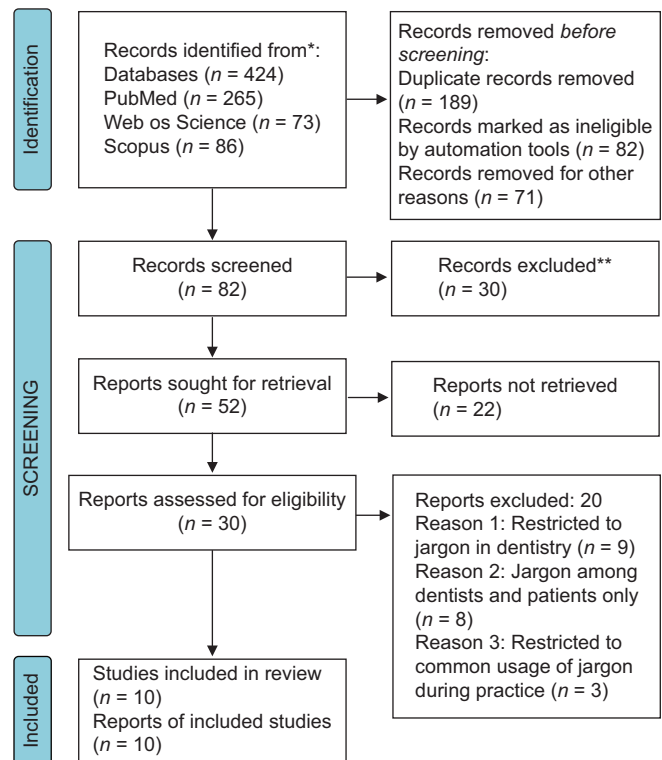 Identification
Records identified from*:
Databases (n = 424)
PubMed (n = 265)
Web os Science (n = 73)
Scopus (n = 86)
Records removed before
screening:
Duplicate records removed
(n = 189)
Records marked as ineligible
by automation tools (n = 82)
Records removed for other
reasons (n = 71)
SCREENING
Records screened
(n = 82)
Records excluded**
(n = 30)
Reports sought for retrieval
(n = 52)
Reports not retrieved
(n = 22)
Reports assessed for eligibility
(n = 30)
Reports excluded: 20
Reason 1: Restricted to
jargon in dentistry (n = 9)
Reason 2: Jargon among
dentists and patients only
(n = 8)
Reason 3: Restricted to
common usage of jargon
during practice (n = 3)
Included
Studies included in review
(n = 10)
Reports of included studies
(n = 10)